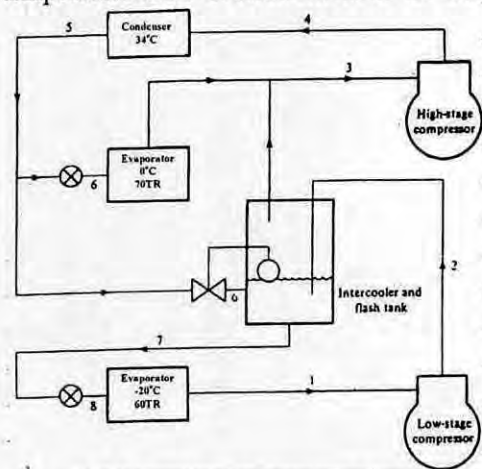 5
Condenser
34°C
4
3
High-stage
compressor
Evaporator
0°C
70TR
6
2
6
Intercooler and
flash tank
7
Evaporator
-20°C
60TR
8
1
Low-stage
compressor